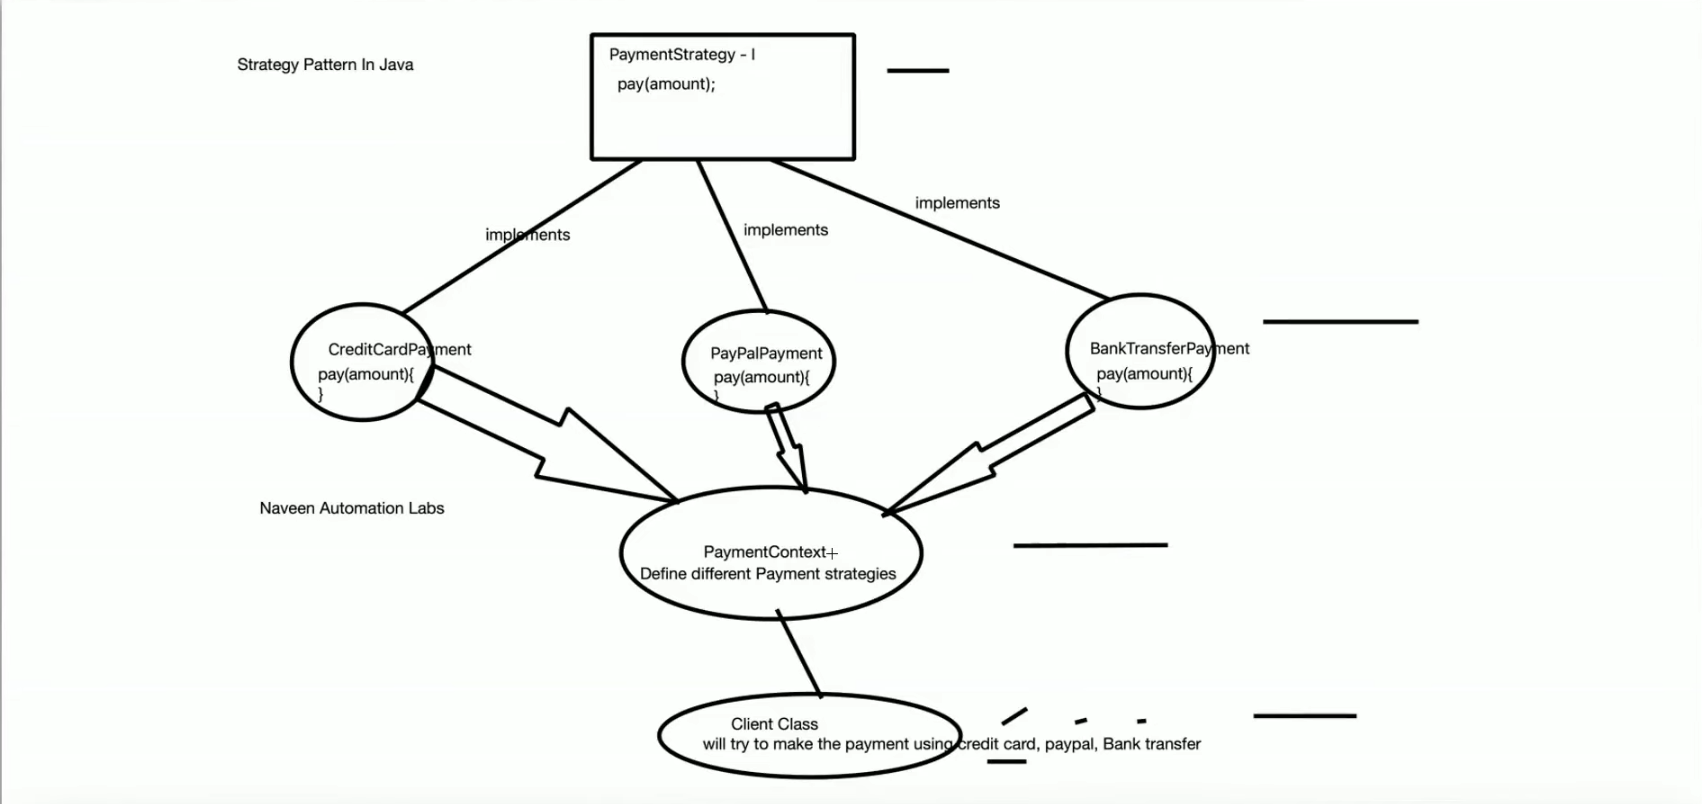 Strategy Pattern In Java
PaymentStrategy - I
pay(amount);
implements
implements
implements
CreditCardPayment
pay(amount){
}
PayPalPayment
pay(amount){
}
BankTransferPayment
pay(amount){
}
Naveen Automation Labs
PaymentContext
Define different Payment strategies
Client Class
will try to make the payment using credit card, paypal, Bank transfer